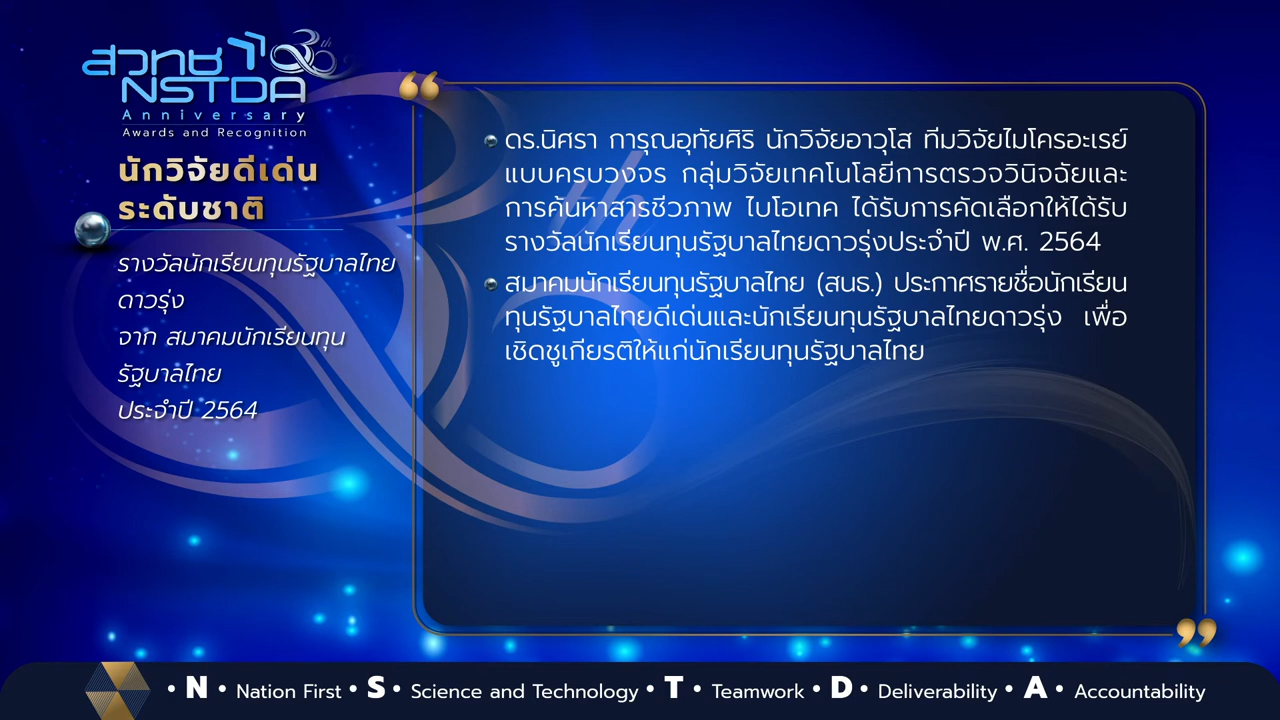 สวทช
NSTDA
th
Anniversary
Awards and Recognition
นักวิจัยดีเด่น
ระดับชาติ
รางวัลนักเรียนทุนรัฐบาลไทย
ดาวรุ่ง
จาก สมาคมนักเรียนทุน
รัฐบาลไทย
ประจำปี 2564
ดร.นิศรา การุณอุทัยศิริ นักวิจัยอาวุโส ทีมวิจัยไมโครอะเรย์
แบบครบวงจร กลุ่มวิจัยเทคโนโลยีการตรวจวินิจฉัยและ
การค้นหาสารชีวภาพ ไบโอเทค ได้รับการคัดเลือกให้ได้รับ
รางวัลนักเรียนทุนรัฐบาลไทยดาวรุ่งประจำปี พ.ศ. 2564
สมาคมนักเรียนทุนรัฐบาลไทย (สนธ.) ประกาศรายชื่อนักเรียน
ทุนรัฐบาลไทยดีเด่นและนักเรียนทุนรัฐบาลไทยดาวรุ่ง เพื่อ
เชิดชูเกียรติให้แก่นักเรียนทุนรัฐบาลไทย
• N • Nation First • S • Science and Technology • T • Teamwork • D • Deliverability • A • Accountability